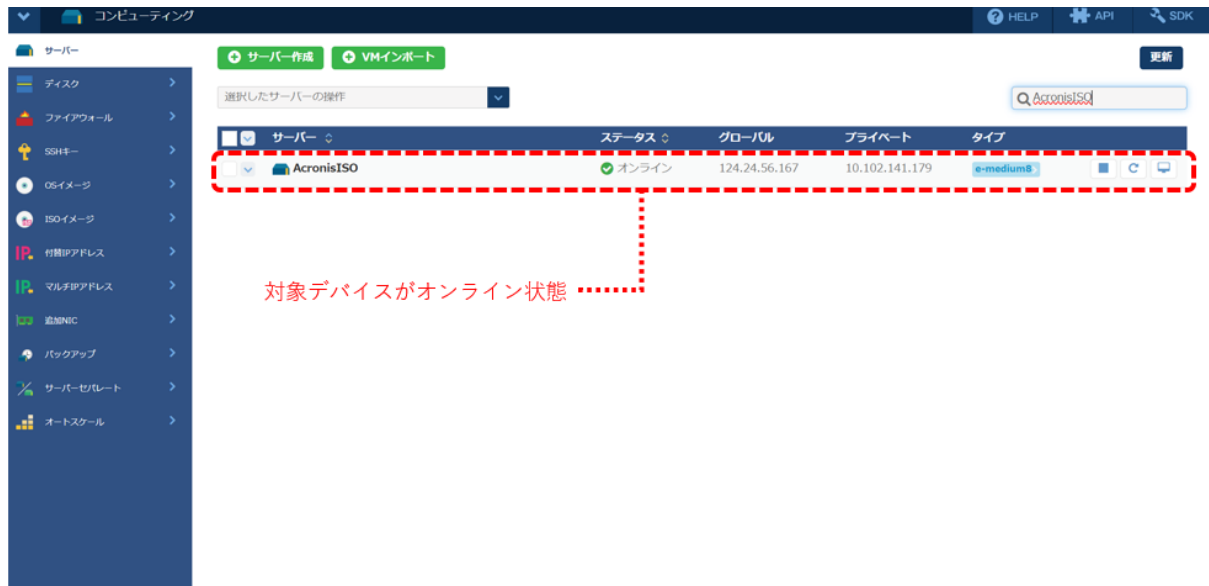 コンピューティング
HELP
API
SDK
サーバー
ディスク
ファイアウォール
SSHキー
OSイメージ
ISOイメージ
付替IPアドレス
マルチIPアドレス
追加NIC
バックアップ
サーバーセパレート
オートスケール
サーバー作成
VMインポート
更新
選択したサーバーの操作
AcronisISO
サーバー ステータス グローバル プライベート タイプ
AcronisISO オンライン 124.24.56.167 10.102.141.179 e-medium8
対象デバイスがオンライン状態